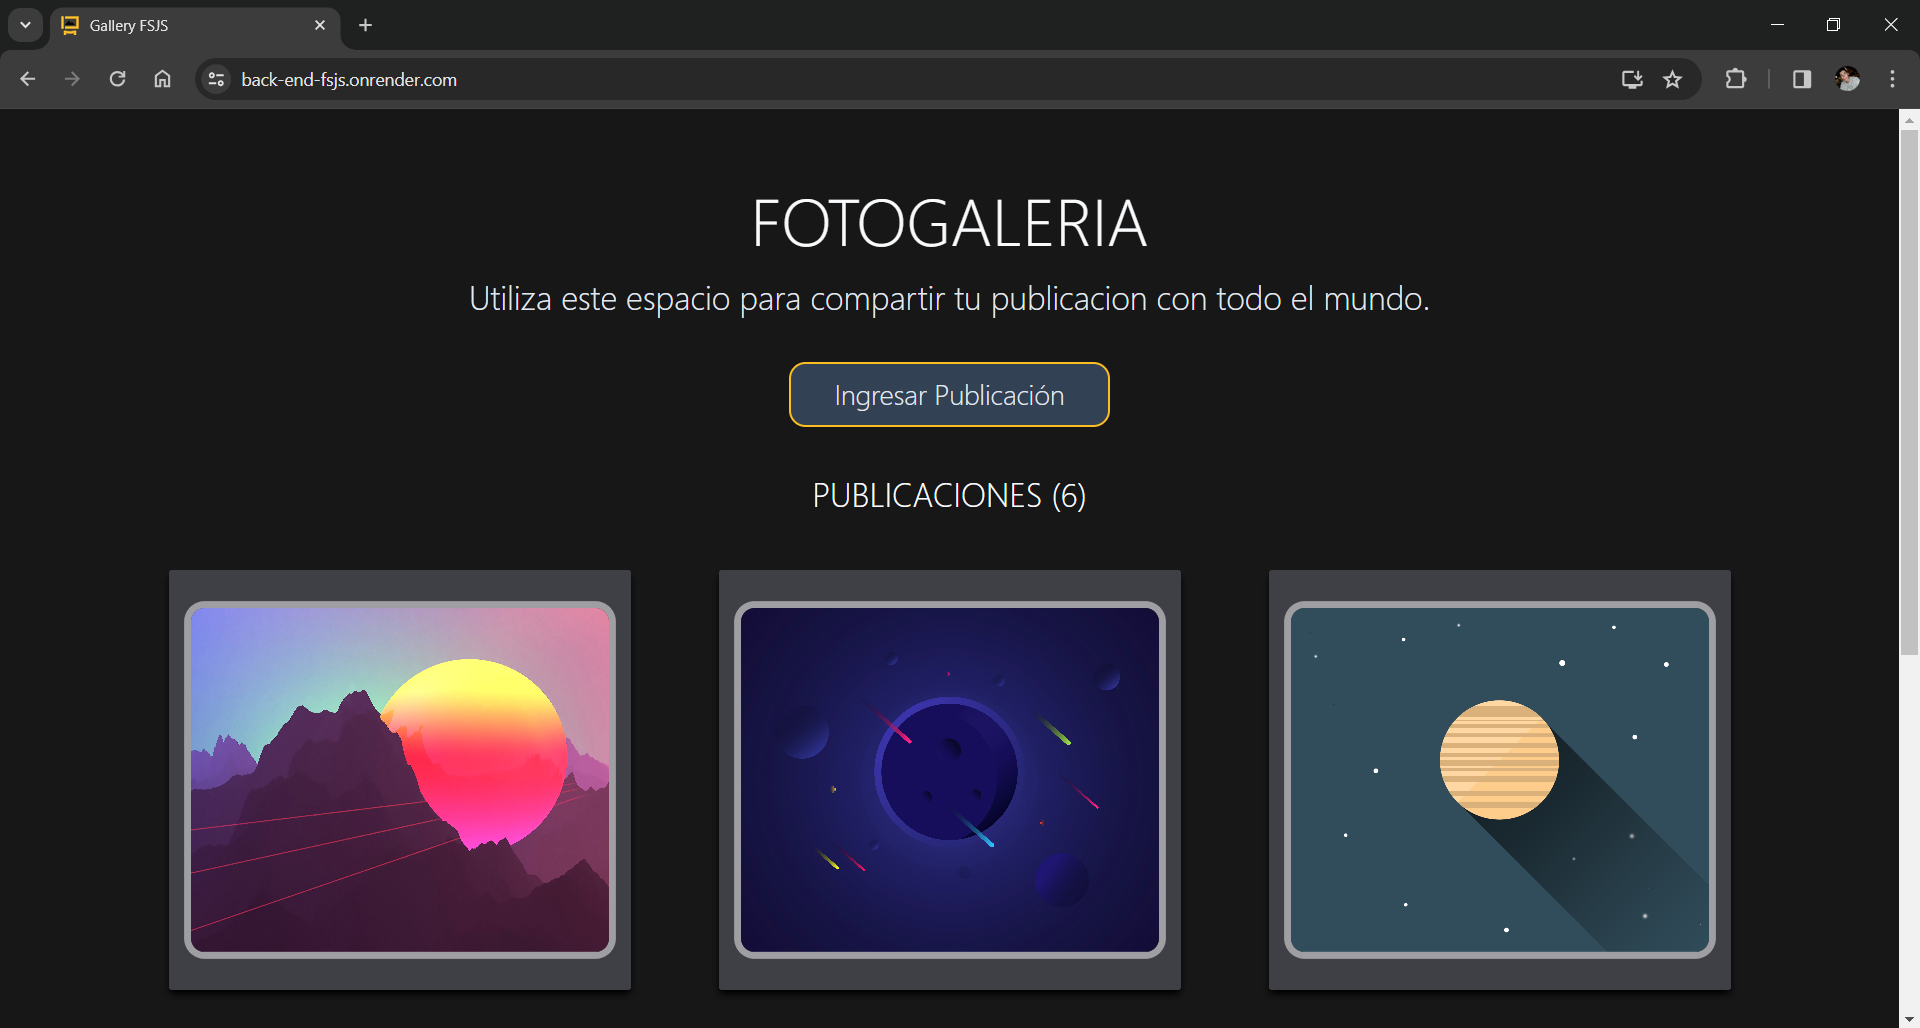 Gallery FSJS
back-end-fsjs.onrender.com
FOTOGALERIA
Utiliza este espacio para compartir tu publicacion con todo el mundo.
Ingresar Publicación
PUBLICACIONES (6)